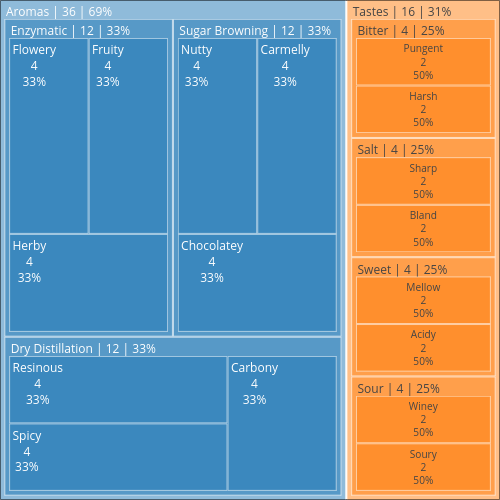 Aromas | 36 | 69%
Enzymatic | 12 | 33%
Flowery
4
33%
Fruity
4
33%
Herby
4
33%
Sugar Browning | 12 | 33%
Nutty
4
33%
Carmelly
4
33%
Chocolatey
4
33%
Dry Distillation | 12 | 33%
Resinous
4
33%
Spicy
4
33%
Carbony
4
33%
Tastes | 16 | 31%
Bitter | 4 | 25%
Pungent
2
50%
Harsh
2
50%
Salt | 4 | 25%
Sharp
2
50%
Bland
2
50%
Sweet | 4 | 25%
Mellow
2
50%
Acidy
2
50%
Sour | 4 | 25%
Winey
2
50%
Soury
2
50%